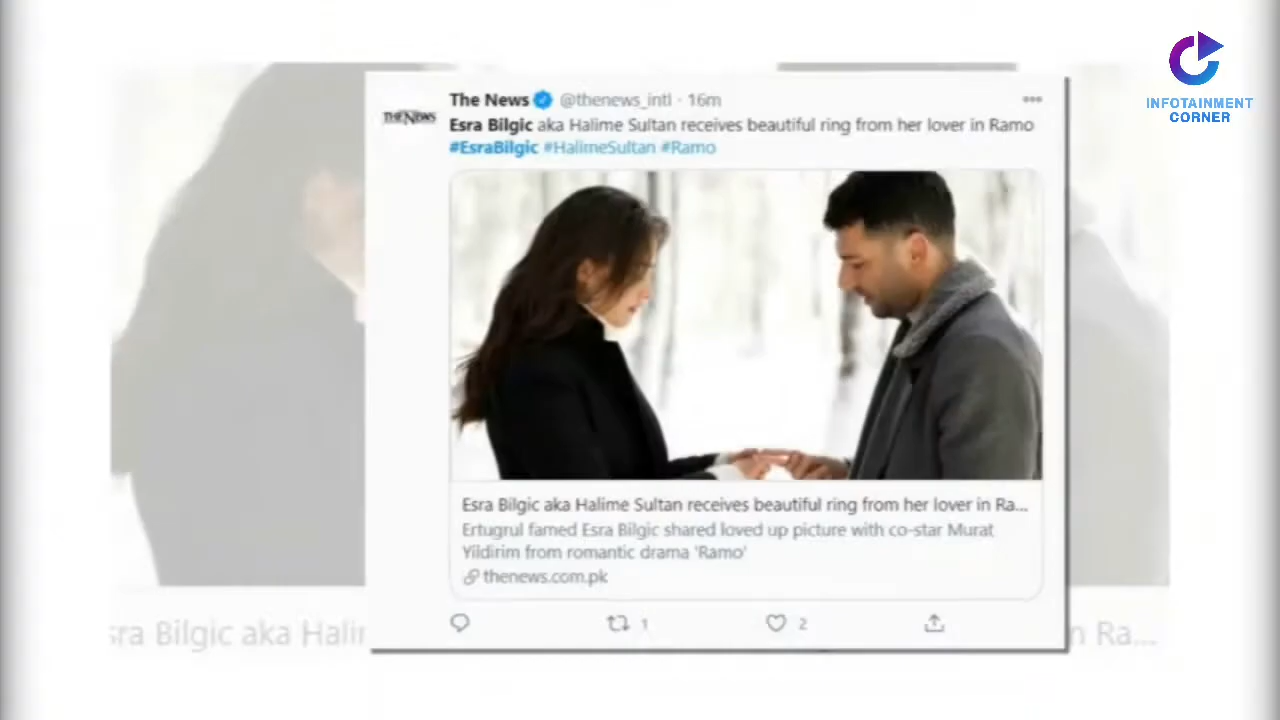 INFOTAINMENT
CORNER
THE NEWS
The News @thenews_intl · 16m
Esra Bilgic aka Halime Sultan receives beautiful ring from her lover in Ramo
#EsraBilgic #HalimeSultan #Ramo
Esra Bilgic aka Halime Sultan receives beautiful ring from her lover in Ra...
Ertugrul famed Esra Bilgic shared loved up picture with co-star Murat
Yildirim from romantic drama 'Ramo'
thenews.com.pk
1
2
sra Bilgic aka Halim
n Ra...